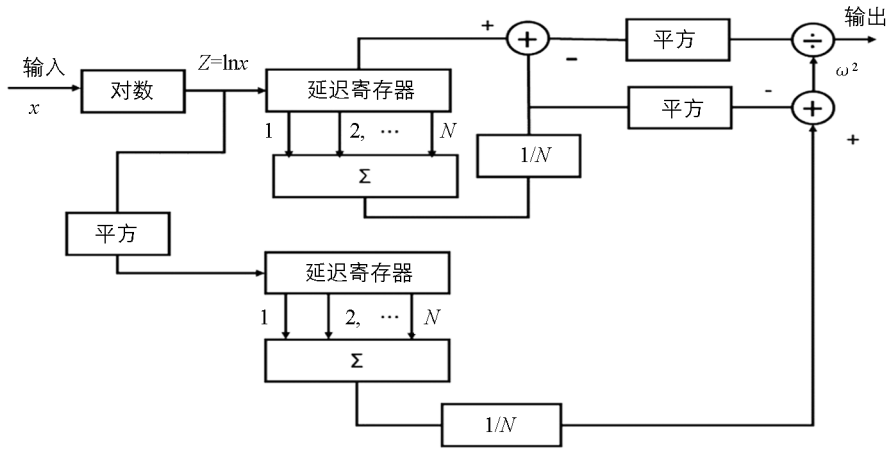 输入
x
对数
Z=lnx
延迟寄存器
1
2, ···
N
Σ
1/N
+
+
-
平方
÷
输出
ω²
平方
-
+
+
平方
延迟寄存器
1
2, ···
N
Σ
1/N